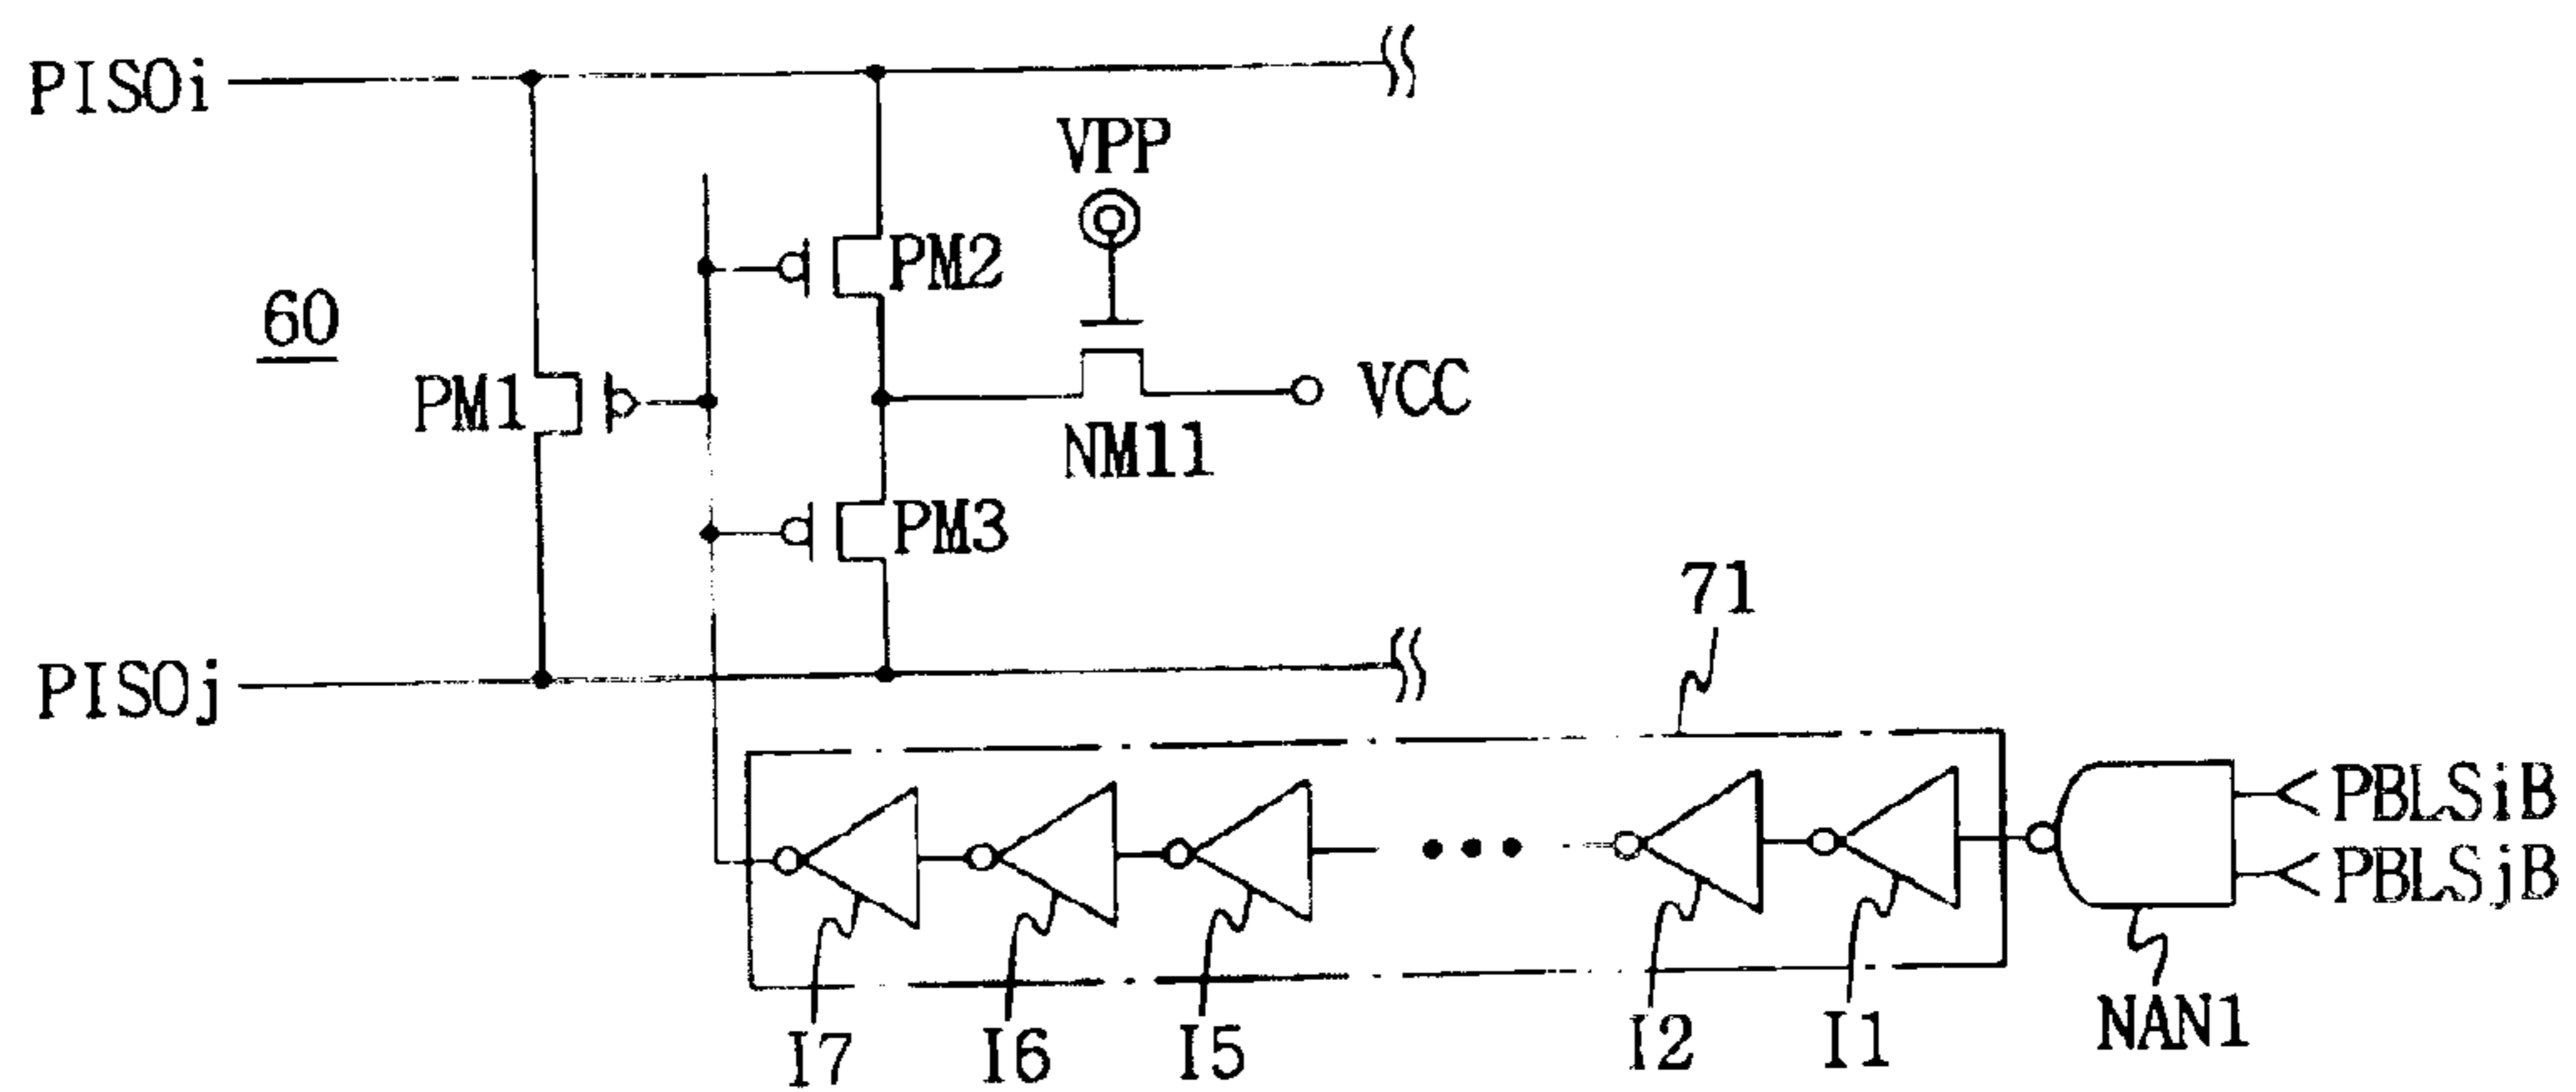 PISOi
VPP
PM2
60
PM1
VCC
NM11
PM3
71
PISOj
PBLSiB
PBLSjB
NAN1
I7
I6
I5
I2
I1